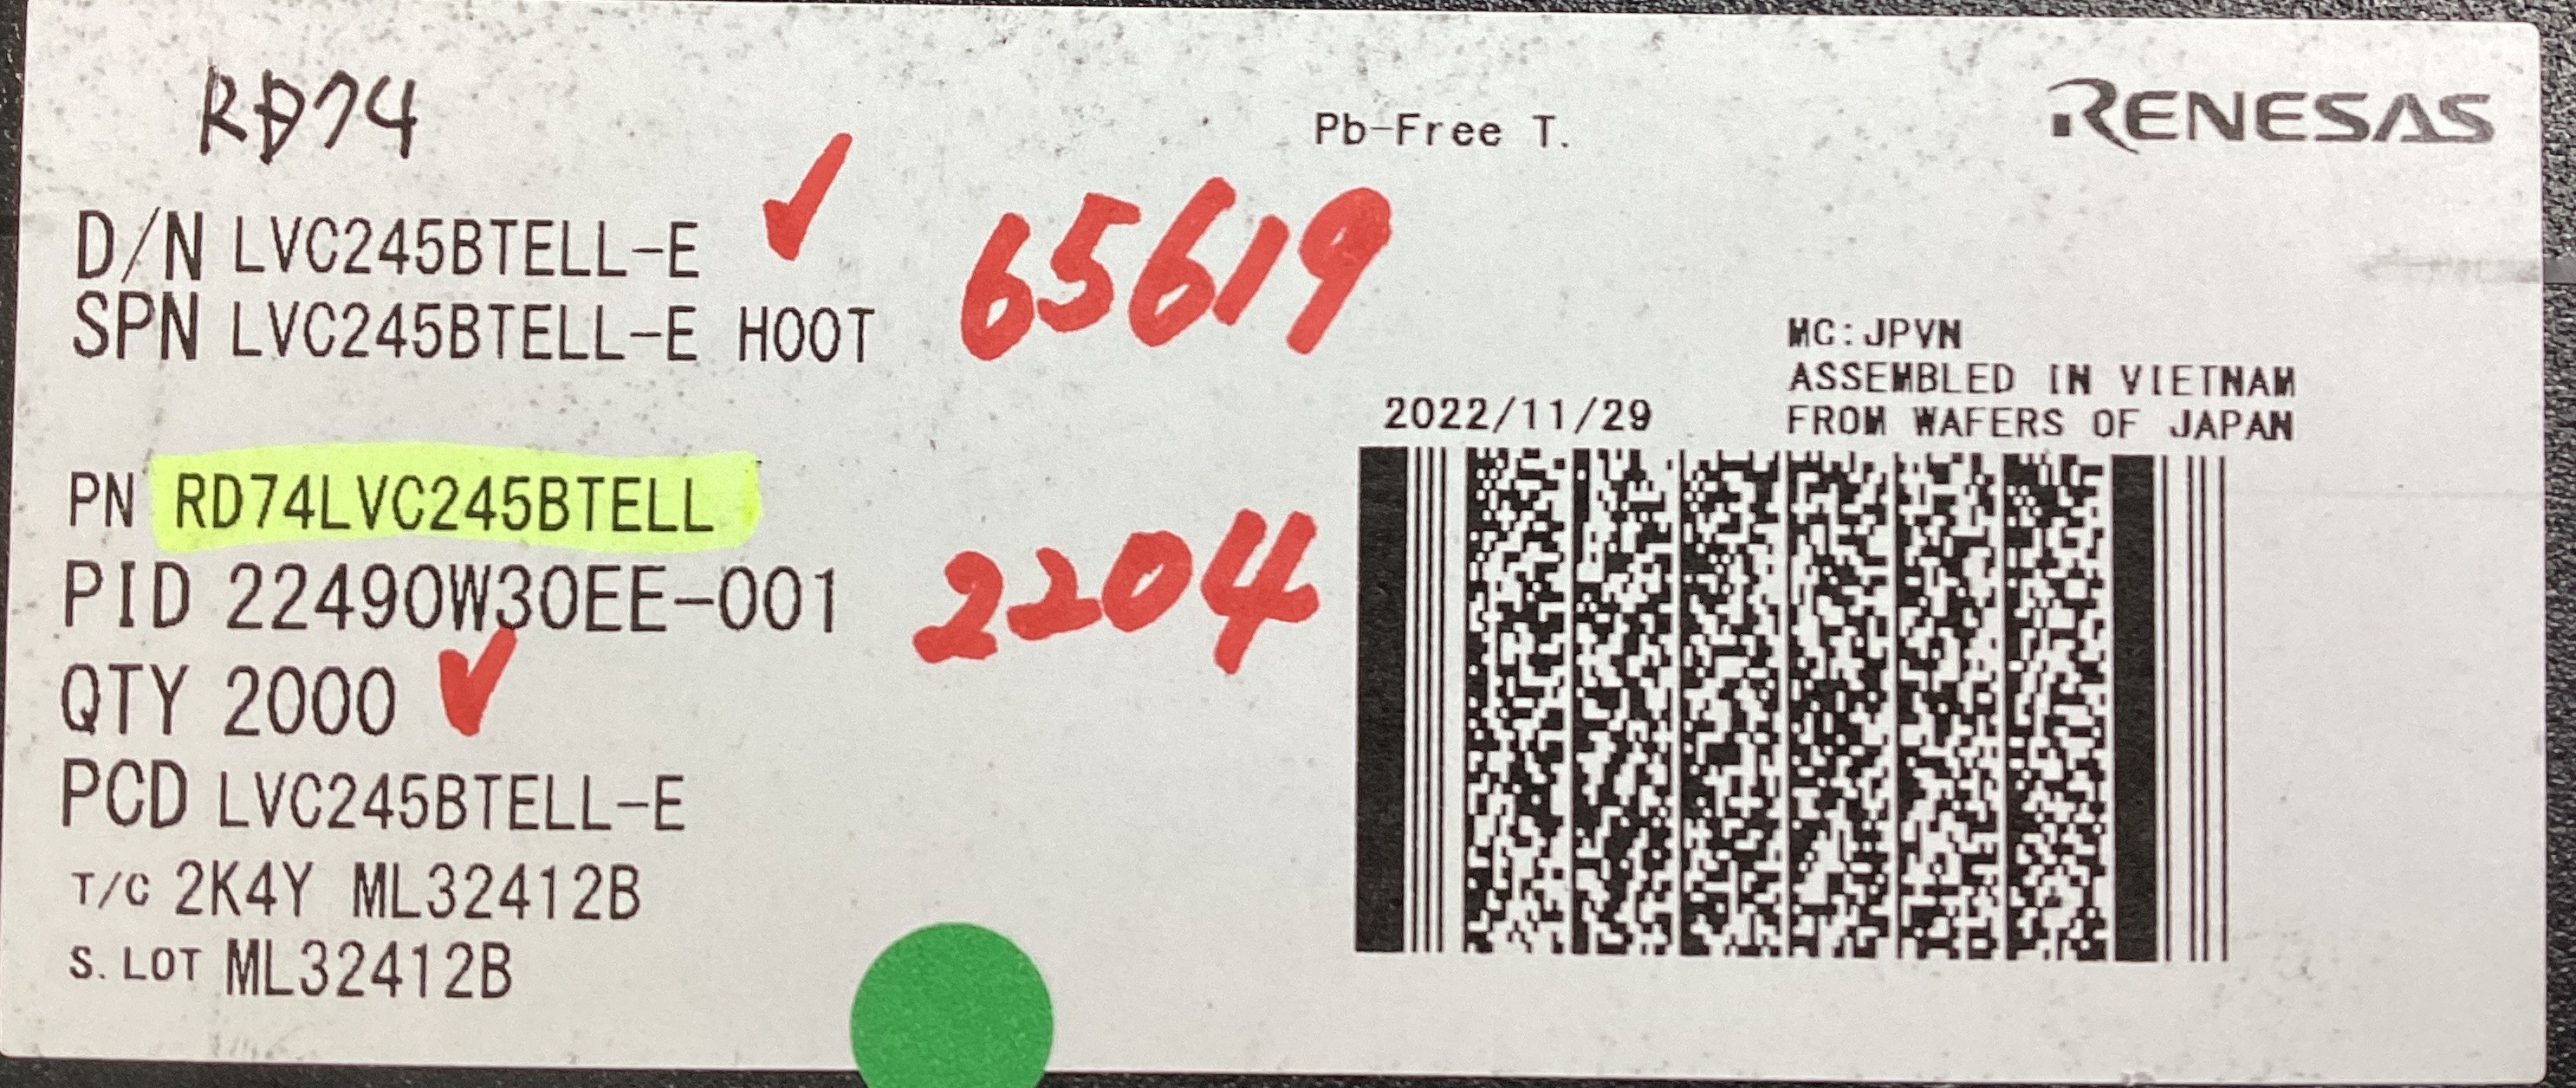 RD74
Pb-Free T.
RENESAS
D/N LVC245BTELL-E
65619
SPN LVC245BTELL-E H00T
MC:JPVN
ASSEMBLED IN VIETNAM
FROM WAFERS OF JAPAN
2022/11/29
PN RD74LVC245BTELL
2204
PID 22490W30EE-001
QTY 2000
PCD LVC245BTELL-E
T/C 2K4Y ML32412B
S. LOT ML32412B